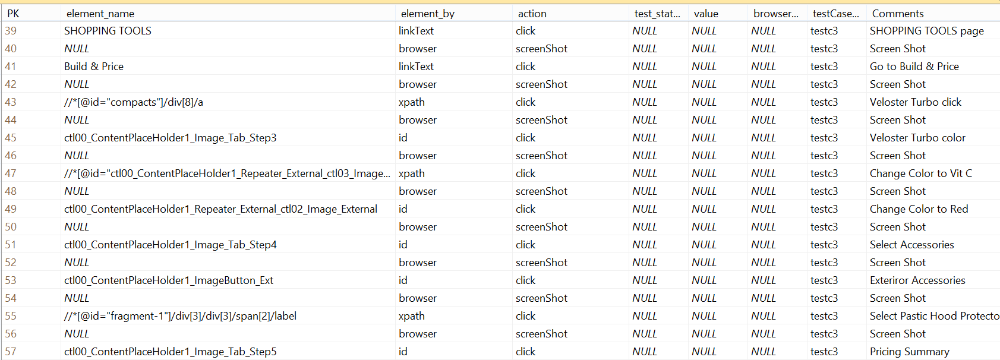 PK element_name element_by action test_stat... value browser... testCase... Comments
39 SHOPPING TOOLS linkText click NULL NULL NULL testc3 SHOPPING TOOLS page
40 NULL browser screenShot NULL NULL NULL testc3 Screen Shot
41 Build & Price linkText click NULL NULL NULL testc3 Go to Build & Price
42 NULL browser screenShot NULL NULL NULL testc3 Screen Shot
43 //*[@id="compacts"]/div[8]/a xpath click NULL NULL NULL testc3 Veloster Turbo click
44 NULL browser screenShot NULL NULL NULL testc3 Screen Shot
45 ctl00_ContentPlaceHolder1_Image_Tab_Step3 id click NULL NULL NULL testc3 Veloster Turbo color
46 NULL browser screenShot NULL NULL NULL testc3 Screen Shot
47 //*[@id="ctl00_ContentPlaceHolder1_Repeater_External_ctl03_Image... xpath click NULL NULL NULL testc3 Change Color to Vit C
48 NULL browser screenShot NULL NULL NULL testc3 Screen Shot
49 ctl00_ContentPlaceHolder1_Repeater_External_ctl02_Image_External id click NULL NULL NULL testc3 Change Color to Red
50 NULL browser screenShot NULL NULL NULL testc3 Screen Shot
51 ctl00_ContentPlaceHolder1_Image_Tab_Step4 id click NULL NULL NULL testc3 Select Accessories
52 NULL browser screenShot NULL NULL NULL testc3 Screen Shot
53 ctl00_ContentPlaceHolder1_ImageButton_Ext id click NULL NULL NULL testc3 Exteriror Accessories
54 NULL browser screenShot NULL NULL NULL testc3 Screen Shot
55 //*[@id="fragment-1"]/div[3]/div[3]/span[2]/label xpath click NULL NULL NULL testc3 Select Pastic Hood Protecto
56 NULL browser screenShot NULL NULL NULL testc3 Screen Shot
57 ctl00_ContentPlaceHolder1_Image_Tab_Step5 id click NULL NULL NULL testc3 Pricing Summary